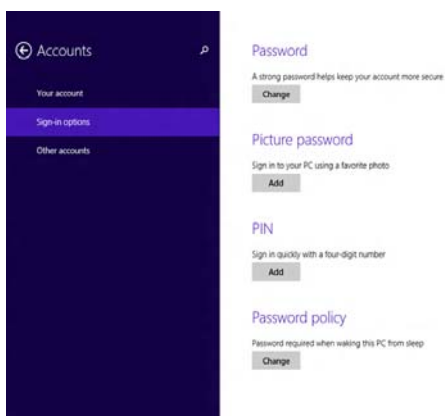 Accounts
Your account
Sign-in options
Other accounts
Password
A strong password helps keep your account more secure
Change
Picture password
Sign in to your PC using a favorite photo
Add
PIN
Sign in quickly with a four-digit number
Add
Password policy
Password required when waking this PC from sleep
Change